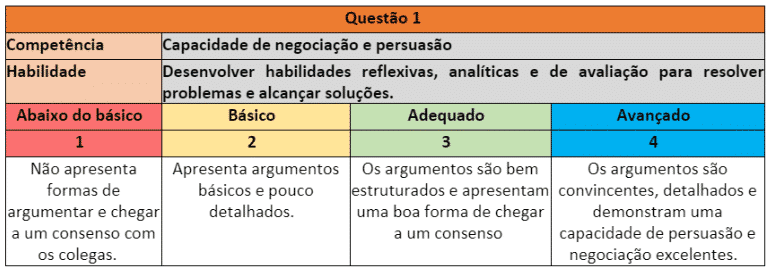 Questão 1
Competência Capacidade de negociação e persuasão
Habilidade Desenvolver habilidades reflexivas, analíticas e de avaliação para resolver
problemas e alcançar soluções.
Abaixo do básico Básico Adequado Avançado
1 2 3 4
Não apresenta
formas de
argumentar e chegar
a um consenso com
os colegas.
Apresenta argumentos
básicos e pouco
detalhados.
Os argumentos são bem
estruturados e apresentam
uma boa forma de chegar
a um consenso
Os argumentos são
convincentes, detalhados e
demonstram uma
capacidade de persuasão e
negociação excelentes.